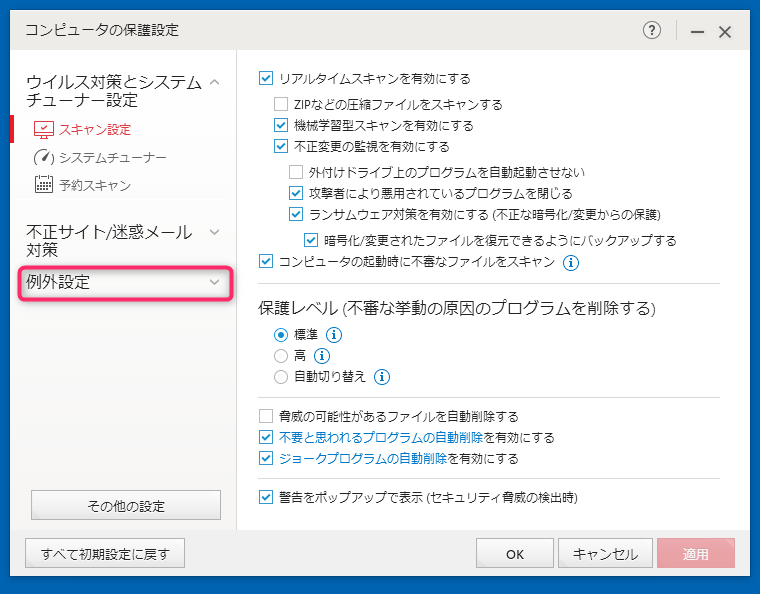 コンピュータの保護設定
?
ウイルス対策とシステム
チューナー設定
スキャン設定
システムチューナー
予約スキャン
不正サイト/迷惑メール
対策
例外設定
その他の設定
リアルタイムスキャンを有効にする
ZIPなどの圧縮ファイルをスキャンする
機械学習型スキャンを有効にする
不正変更の監視を有効にする
外付けドライブ上のプログラムを自動起動させない
攻撃者により悪用されているプログラムを閉じる
ランサムウェア対策を有効にする (不正な暗号化/変更からの保護)
暗号化/変更されたファイルを復元できるようにバックアップする
コンピュータの起動時に不審なファイルをスキャン i
保護レベル (不審な挙動の原因のプログラムを削除する)
標準 i
高 i
自動切り替え i
脅威の可能性があるファイルを自動削除する
不要と思われるプログラムの自動削除を有効にする
ジョークプログラムの自動削除を有効にする
警告をポップアップで表示 (セキュリティ脅威の検出時)
すべて初期設定に戻す
OK
キャンセル
適用